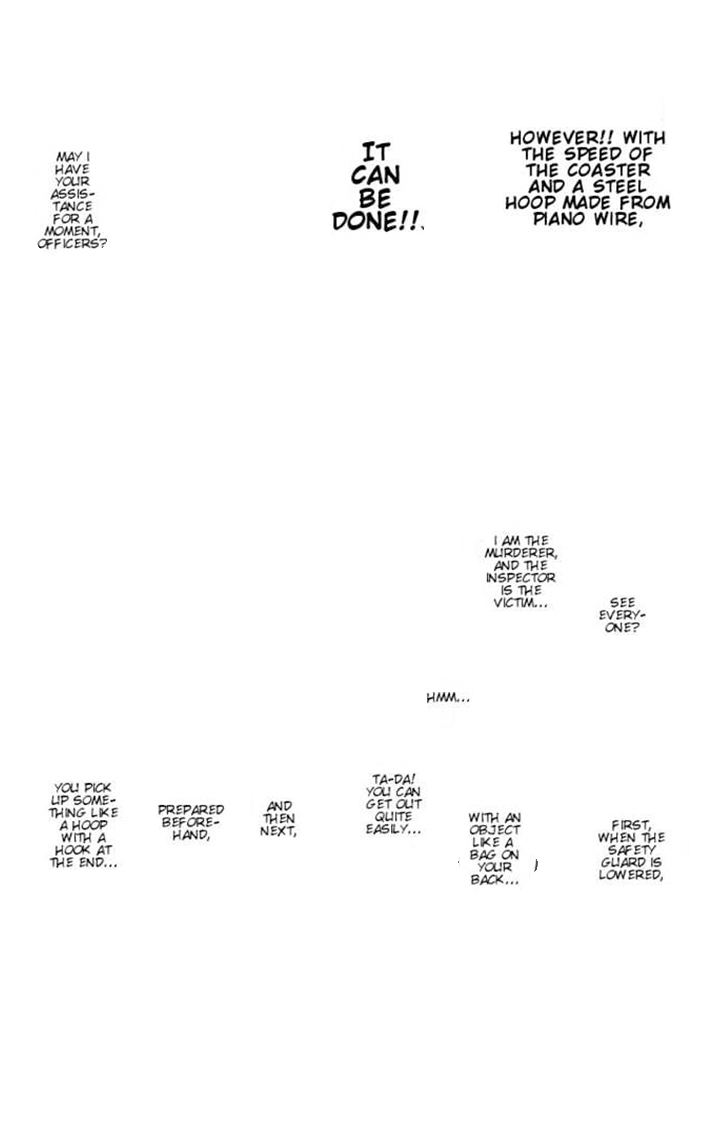 HOWEVER!! WITH
THE SPEED OF
THE COASTER
AND A STEEL
HOOP MADE FROM
PIANO WIRE,
IT
CAN
BE
DONE!!
MAY I
HAVE
YOUR
ASSIS-
TANCE
FOR A
MOMENT,
OFFICERS?
SEE
EVERY-
ONE?
I AM THE
MURDERER,
AND THE
INSPECTOR
IS THE
VICTIM...
HMM...
FIRST,
WHEN THE
SAFETY
GUARD IS
LOWERED,
WITH AN
OBJECT
LIKE A
BAG ON
YOUR
BACK...
TA-DA!
YOU CAN
GET OUT
QUITE
EASILY...
AND
THEN
NEXT,
PREPARED
BEFORE-
HAND,
YOU PICK
UP SOME-
THING LIKE
A HOOP
WITH A
HOOK AT
THE END...